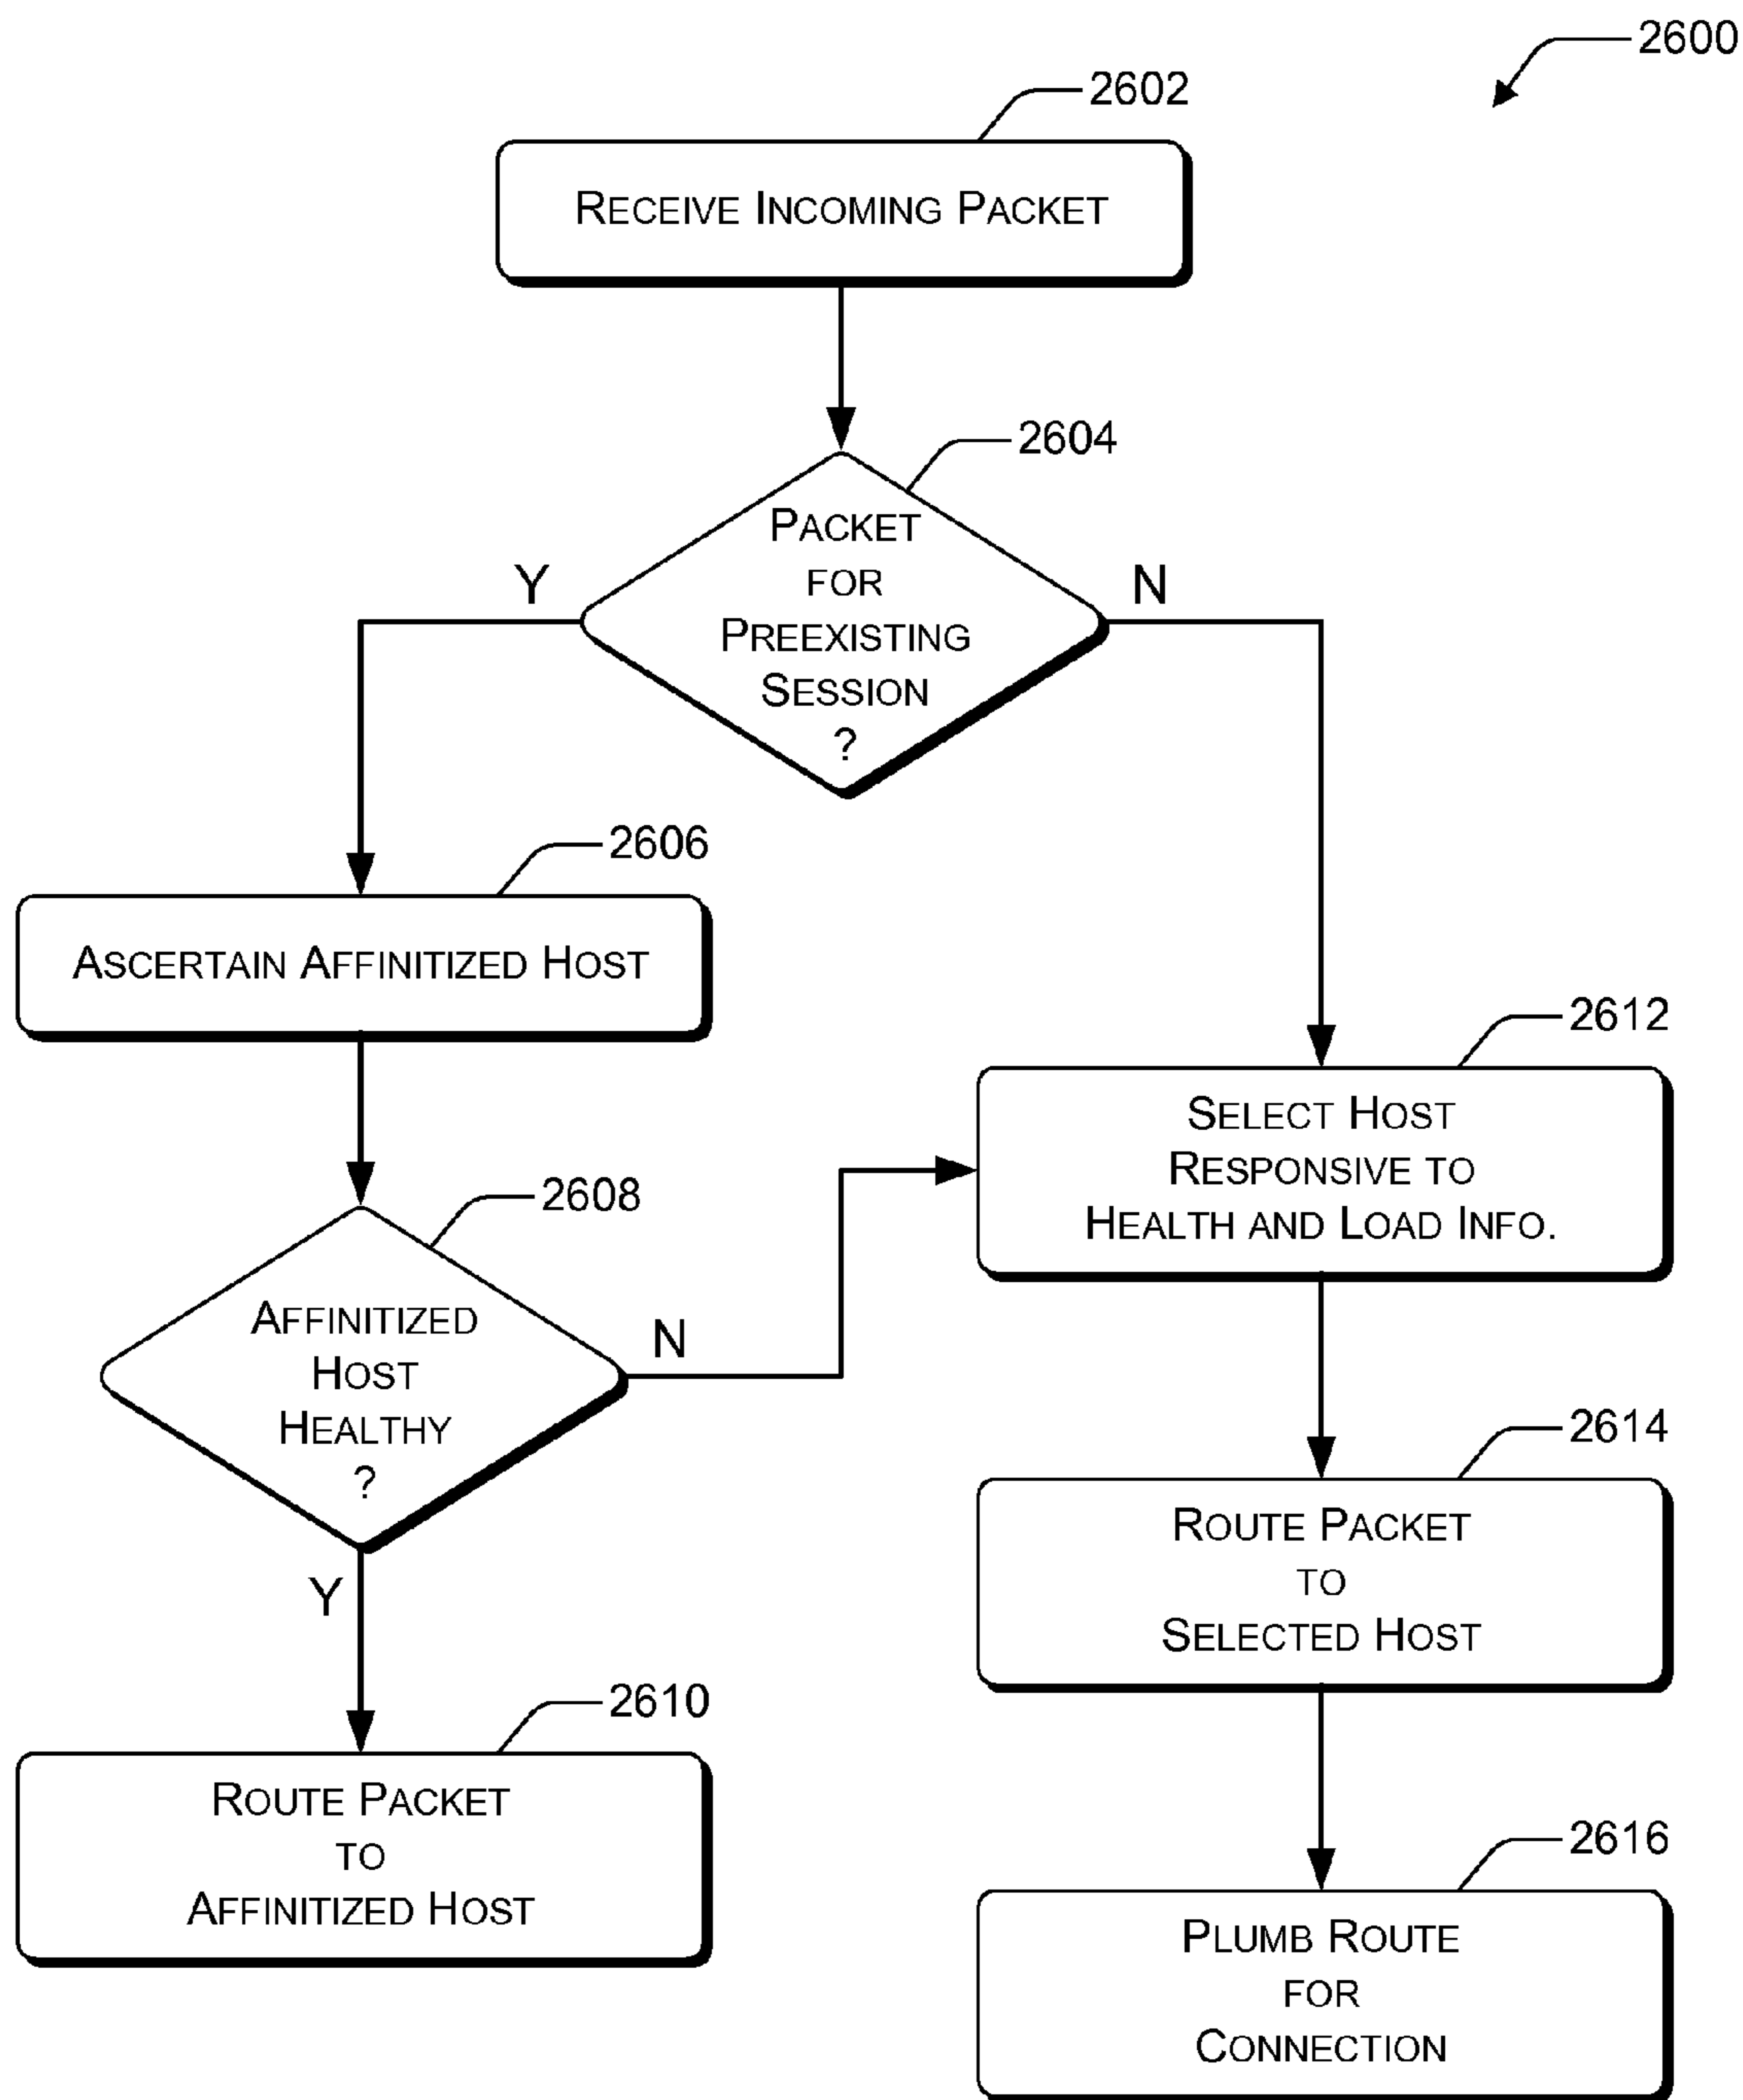 2600
2602
RECEIVE INCOMING PACKET
2604
PACKET
FOR
PREEXISTING
SESSION
?
Y
N
2606
ASCERTAIN AFFINITIZED HOST
2612
SELECT HOST
RESPONSIVE TO
HEALTH AND LOAD INFO.
2608
AFFINITIZED
HOST
HEALTHY
?
N
Y
2614
ROUTE PACKET
TO
SELECTED HOST
2610
ROUTE PACKET
TO
AFFINITIZED HOST
2616
PLUMB ROUTE
FOR
CONNECTION